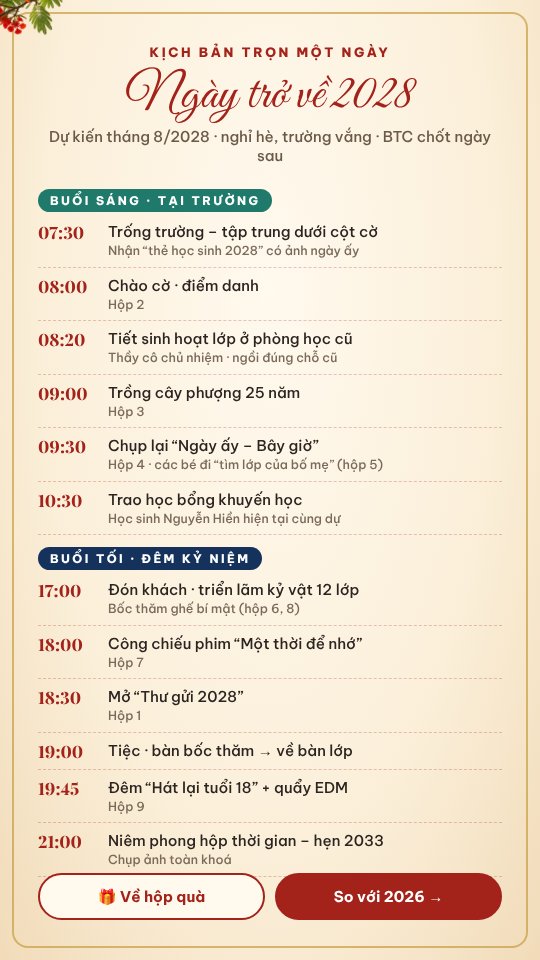 KỊCH BẢN TRỌN MỘT NGÀY
Ngày trở về 2028
Dự kiến tháng 8/2028 · nghỉ hè, trường vắng · BTC chốt ngày
sau
BUỔI SÁNG · TẠI TRƯỜNG
07:30 Trống trường – tập trung dưới cột cờ
Nhận “thẻ học sinh 2028” có ảnh ngày ấy
08:00 Chào cờ · điểm danh
Hộp 2
08:20 Tiết sinh hoạt lớp ở phòng học cũ
Thầy cô chủ nhiệm · ngồi đúng chỗ cũ
09:00 Trồng cây phượng 25 năm
Hộp 3
09:30 Chụp lại “Ngày ấy – Bây giờ”
Hộp 4 · các bé đi “tìm lớp của bố mẹ” (hộp 5)
10:30 Trao học bổng khuyến học
Học sinh Nguyễn Hiền hiện tại cùng dự
BUỔI TỐI · ĐÊM KỶ NIỆM
17:00 Đón khách · triển lãm kỷ vật 12 lớp
Bốc thăm ghế bí mật (hộp 6, 8)
18:00 Công chiếu phim “Một thời để nhớ”
Hộp 7
18:30 Mở “Thư gửi 2028”
Hộp 1
19:00 Tiệc · bàn bốc thăm → về bàn lớp
19:45 Đêm “Hát lại tuổi 18” + quẩy EDM
Hộp 9
21:00 Niêm phong hộp thời gian – hẹn 2033
Chụp ảnh toàn khoá
🎁 Về hộp quà
So với 2026 →